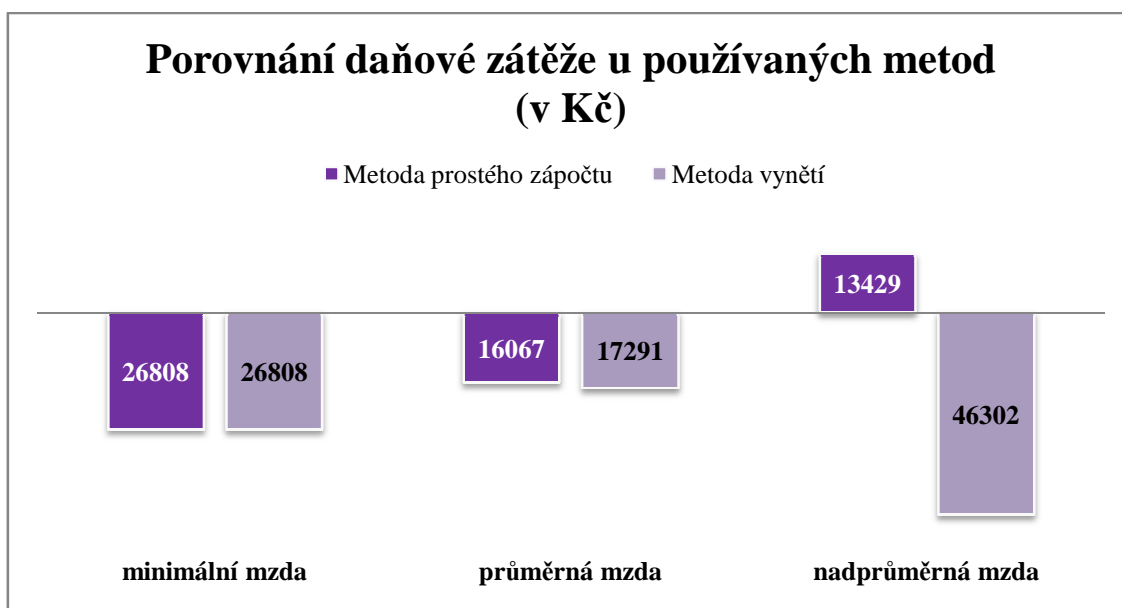 Porovnání daňové zátěže u používaných metod
(v Kč)
Metoda prostého zápočtu Metoda vynětí
13429
26808 26808 16067 17291
46302
minimální mzda průměrná mzda nadprůměrná mzda